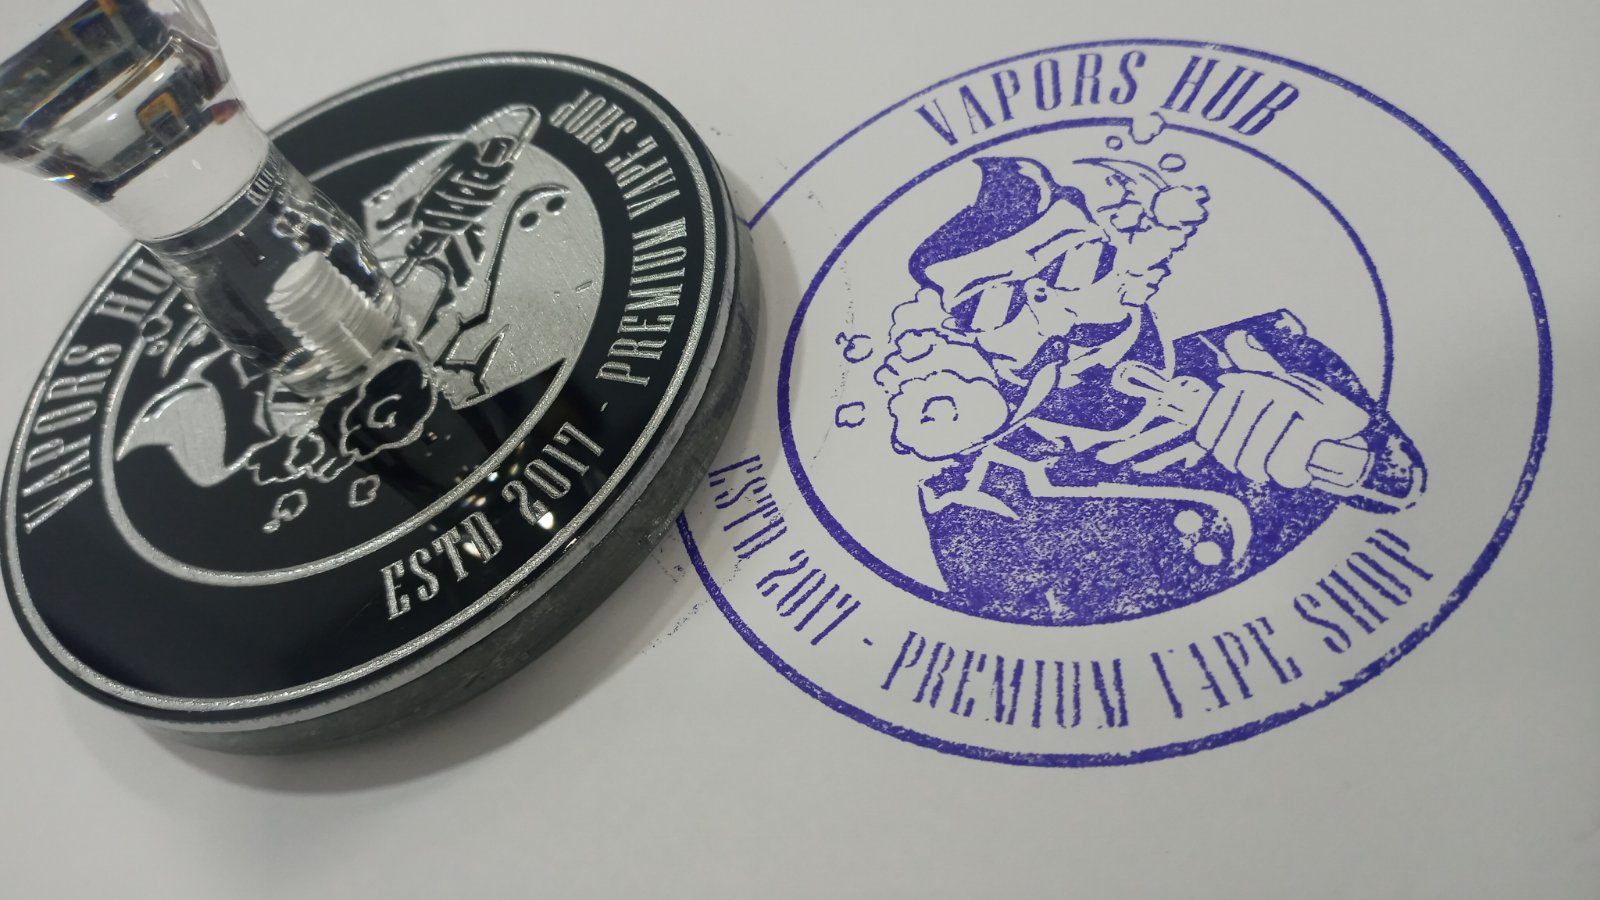 VAPORS HUB
ESTD 2017 - PREMIUM VAPE SHOP
VAPORS HUB
ESTD 2017 - PREMIUM VAPE SHOP